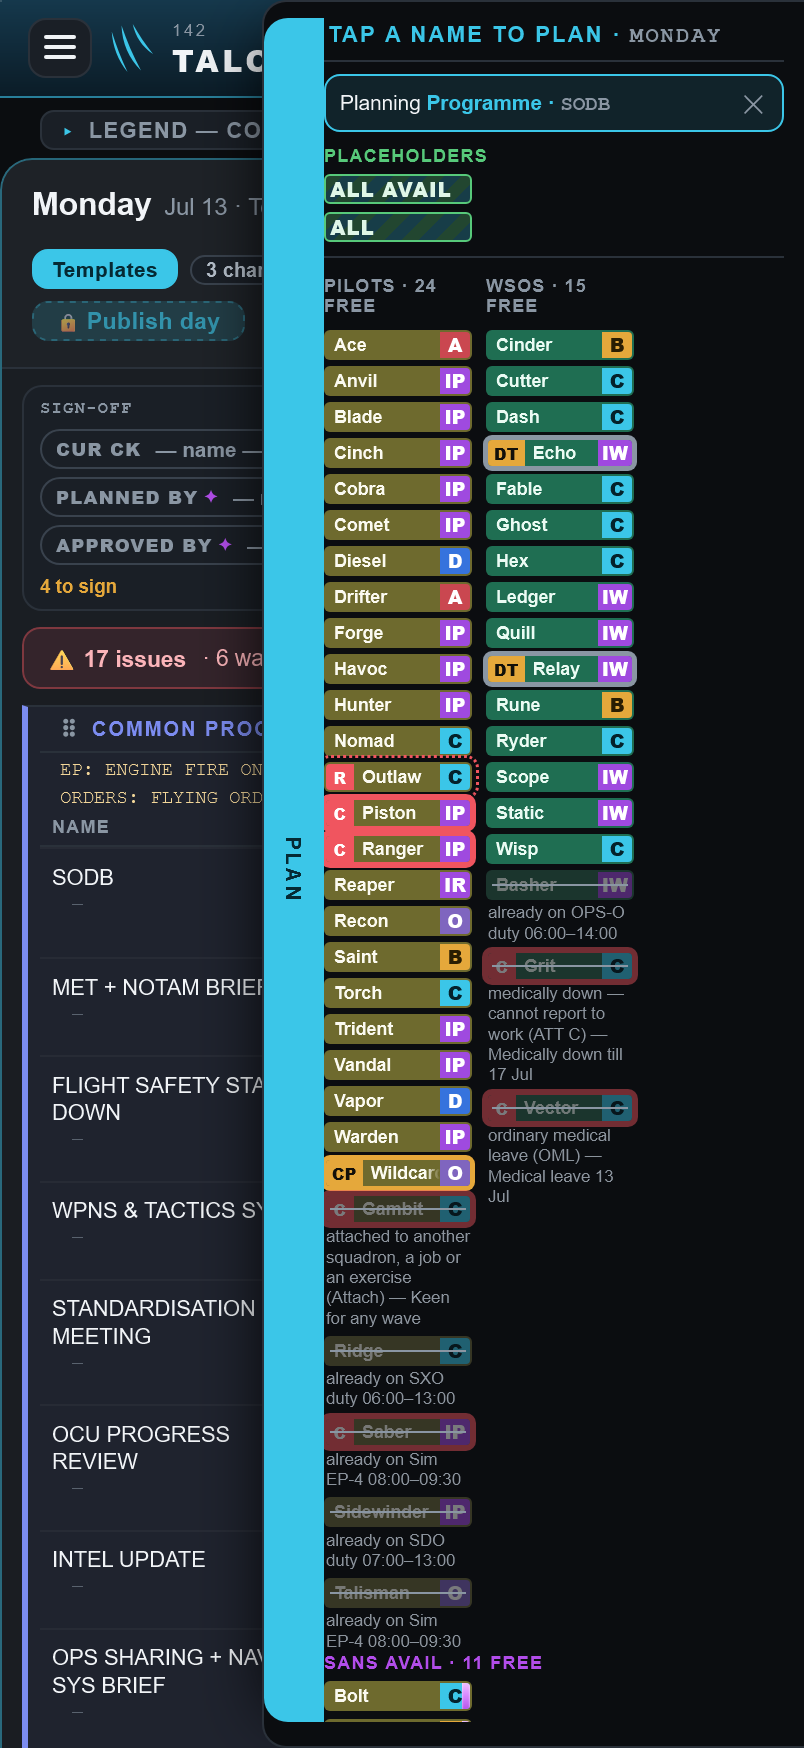 142
TALO
LEGEND — CO
Monday Jul 13 ·
Templates
3 char
Publish day
SIGN-OFF
CUR CK — name —
PLANNED BY ✦ —
APPROVED BY ✦ —
4 to sign
17 issues · 6 wa
COMMON PROC
EP: ENGINE FIRE ON
ORDERS: FLYING ORD
NAME
SODB
—
MET + NOTAM BRIEF
—
FLIGHT SAFETY STA
DOWN
—
WPNS & TACTICS SY
—
STANDARDISATION
MEETING
—
OCU PROGRESS
REVIEW
—
INTEL UPDATE
—
OPS SHARING + NAV
SYS BRIEF
—
PLAN
TAP A NAME TO PLAN · MONDAY
Planning Programme · SODB
PLACEHOLDERS
ALL AVAIL
ALL
PILOTS · 24
FREE
Ace A
Anvil IP
Blade IP
Cinch IP
Cobra IP
Comet IP
Diesel D
Drifter A
Forge IP
Havoc IP
Hunter IP
Nomad C
R Outlaw C
C Piston IP
C Ranger IP
Reaper IR
Recon O
Saint B
Torch C
Trident IP
Vandal IP
Vapor D
Warden IP
CP Wildcard O
C Gambit C
attached to another
squadron, a job or
an exercise
(Attach) — Keen
for any wave
Ridge C
already on SXO
duty 06:00–13:00
C Saber IP
already on Sim
EP-4 08:00–09:30
Sidewinder IP
already on SDO
duty 07:00–13:00
Talisman O
already on Sim
EP-4 08:00–09:30
WSOS · 15
FREE
Cinder B
Cutter C
Dash C
DT Echo IW
Fable C
Ghost C
Hex C
Ledger IW
Quill IW
DT Relay IW
Rune B
Ryder C
Scope IW
Static IW
Wisp C
Basher IW
already on OPS-O
duty 06:00–14:00
C Grit C
medically down —
cannot report to
work (ATT C) —
Medically down till
17 Jul
C Vector C
ordinary medical
leave (OML) —
Medical leave 13
Jul
SANS AVAIL · 11 FREE
Bolt C